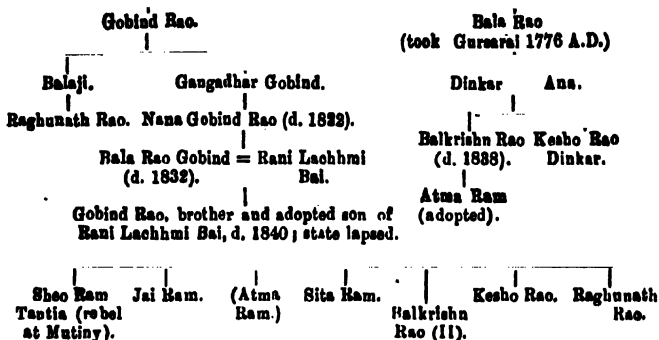 Gobind Rao. Bala Rao
(took Gursarai 1776 A.D.)
Balaji. Gangadhar Gobind. Dinkar Ana.
Raghunath Rao. Nana Gobind Rao (d. 1822). Balkrishn Rao Kesho Rao
(d. 1838). Dinkar.
Bala Rao Gobind = Rani Lachhmi
(d. 1832). Bai.
Atma Ram
(adopted).
Gobind Rao, brother and adopted son of
Rani Lachhmi Bai, d. 1840; state lapsed.
Sheo Ram Jai Ram. (Atma Sita Ram. Kesho Rao. Raghunath
Tantia (rebel Ram.) Balkrishn Rao.
at Mutiny). Rao (II).